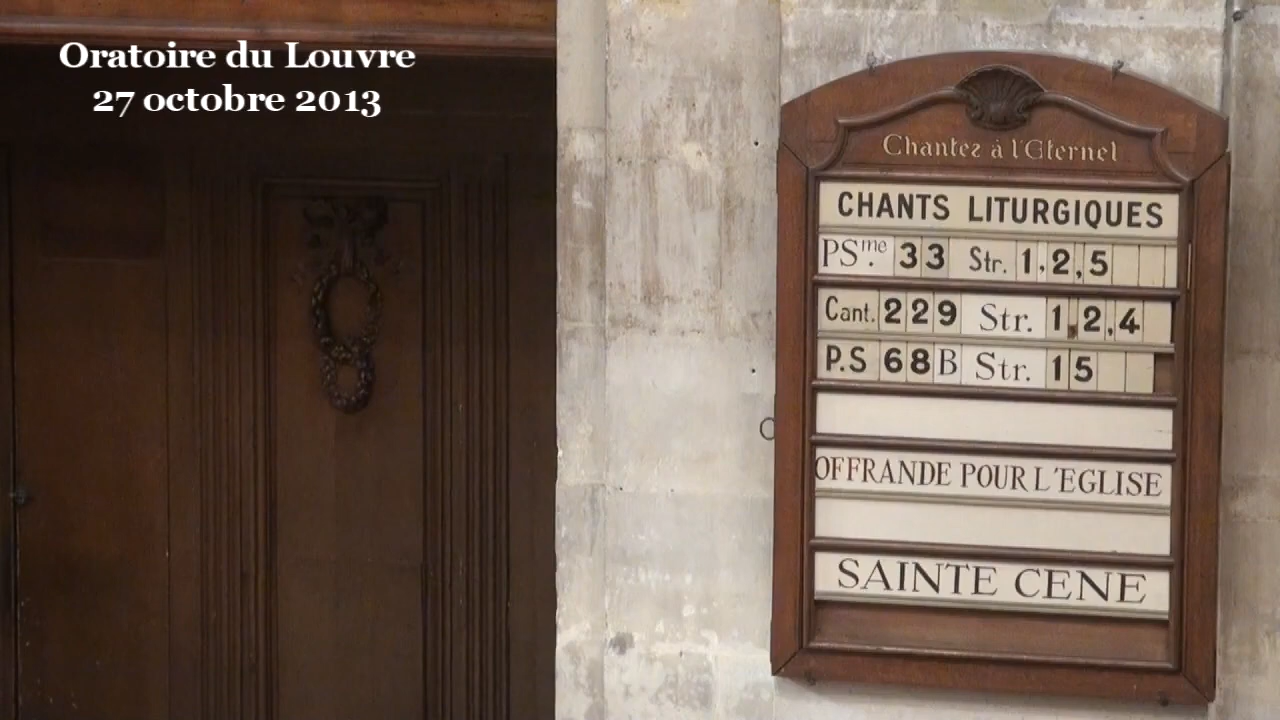 Oratoire du Louvre
27 octobre 2013
Chantez à l'Eternel
CHANTS LITURGIQUES
PSme. 33 Str. 1,2,5
Cant. 229 Str. 1,2,4
P.S 68B Str. 15
OFFRANDE POUR L'EGLISE
SAINTE CENE